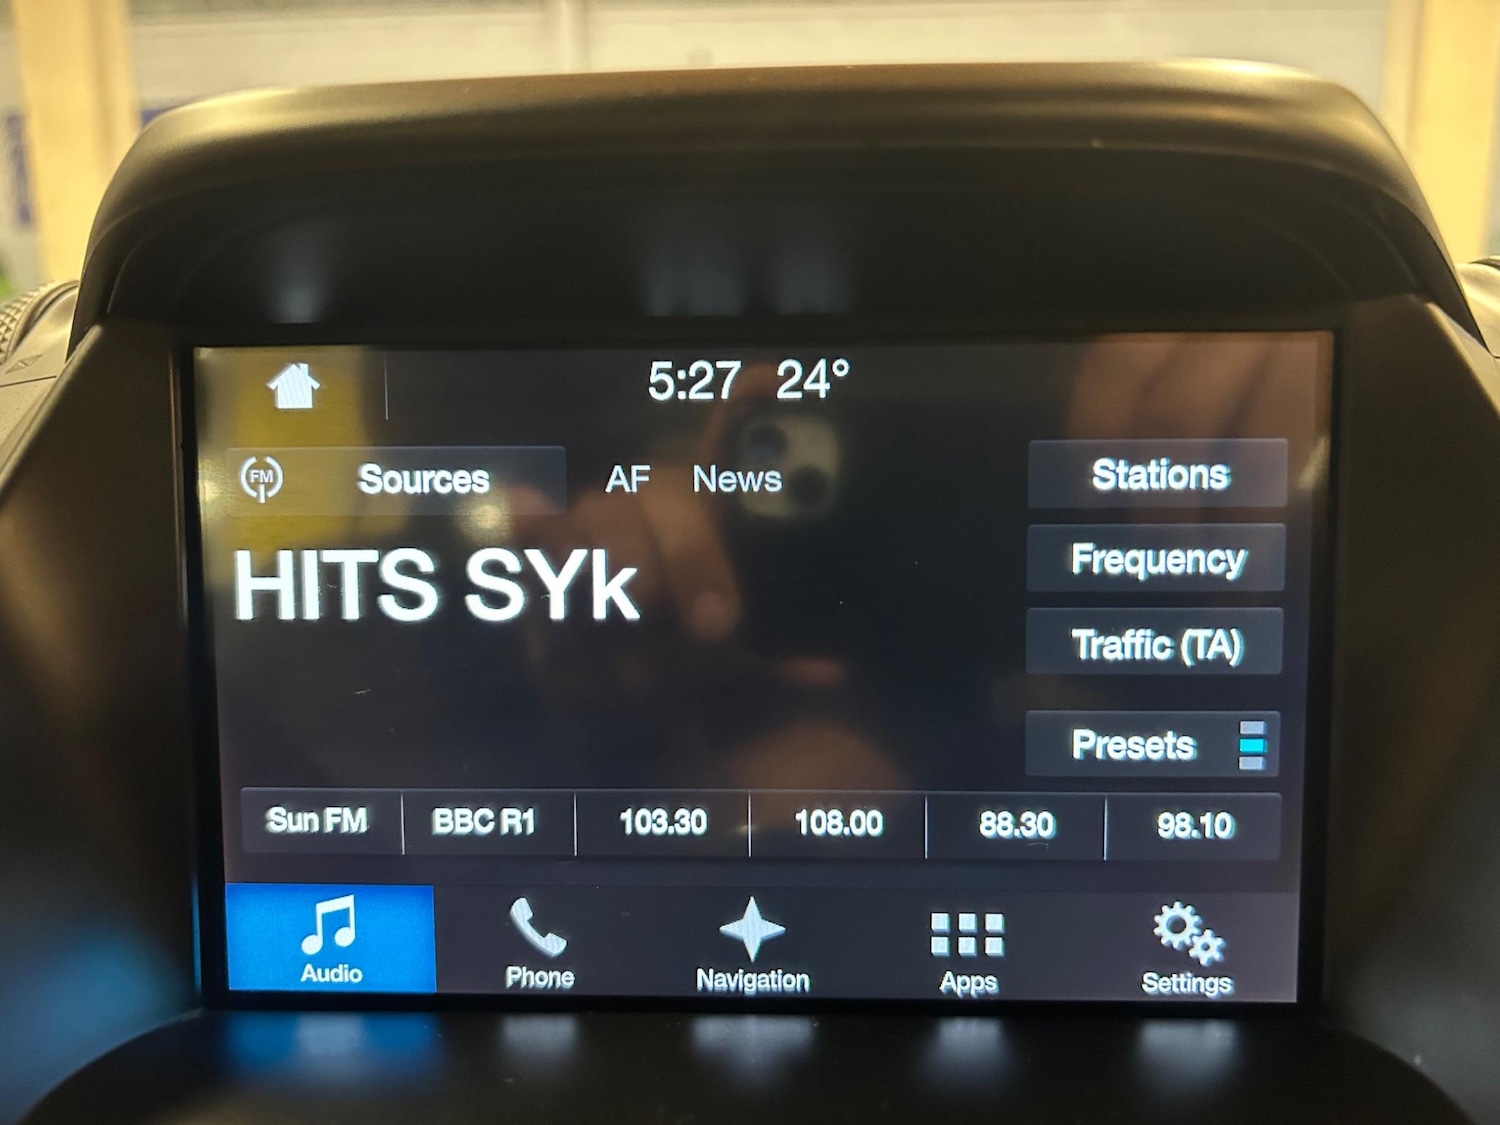 5:27 24°
FM Sources AF News Stations
Frequency
HITS SYk
Traffic (TA)
Presets
Sun FM BBC R1 103.30 108.00 88.30 98.10
Audio Phone Navigation Apps Settings